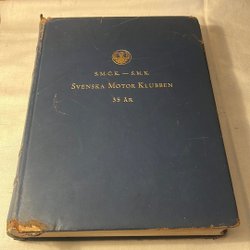 S.M.C.K. — S.M.K.
SVENSKA MOTOR KLUBBEN
35 ÅR